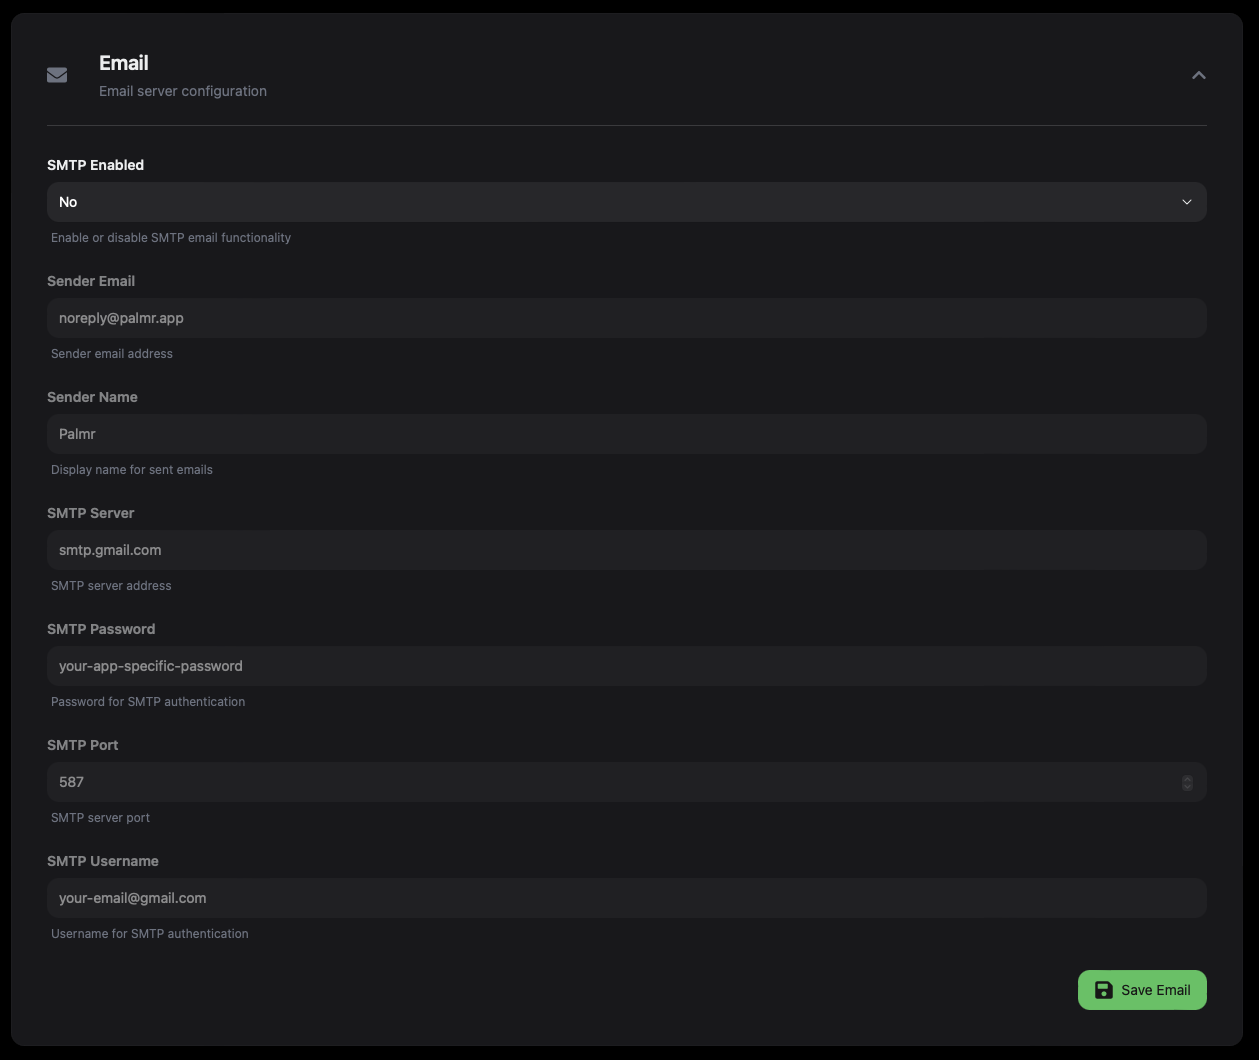 Email
Email server configuration
SMTP Enabled
No
Enable or disable SMTP email functionality
Sender Email
noreply@palmr.app
Sender email address
Sender Name
Palmr
Display name for sent emails
SMTP Server
smtp.gmail.com
SMTP server address
SMTP Password
your-app-specific-password
Password for SMTP authentication
SMTP Port
587
SMTP server port
SMTP Username
your-email@gmail.com
Username for SMTP authentication
Save Email